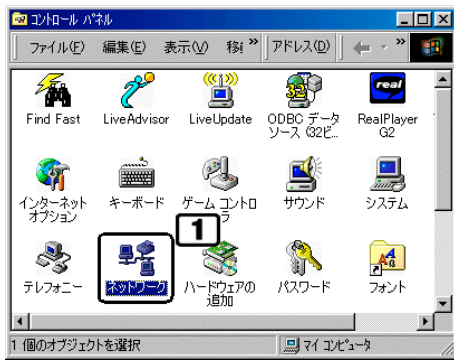 コントロール パネル
ファイル(F) 編集(E) 表示(V) 移 » アドレス(D) »
Find Fast
LiveAdvisor
LiveUpdate
ODBC データ
ソース (32ビ...
real
RealPlayer
G2
インターネット
オプション
キーボード
ゲーム コントロ
ーラ
サウンド
システム
1
テレフォニー
ネットワーク
ハードウェアの
追加
パスワード
フォント
1 個のオブジェクトを選択
マイ コンピュータ